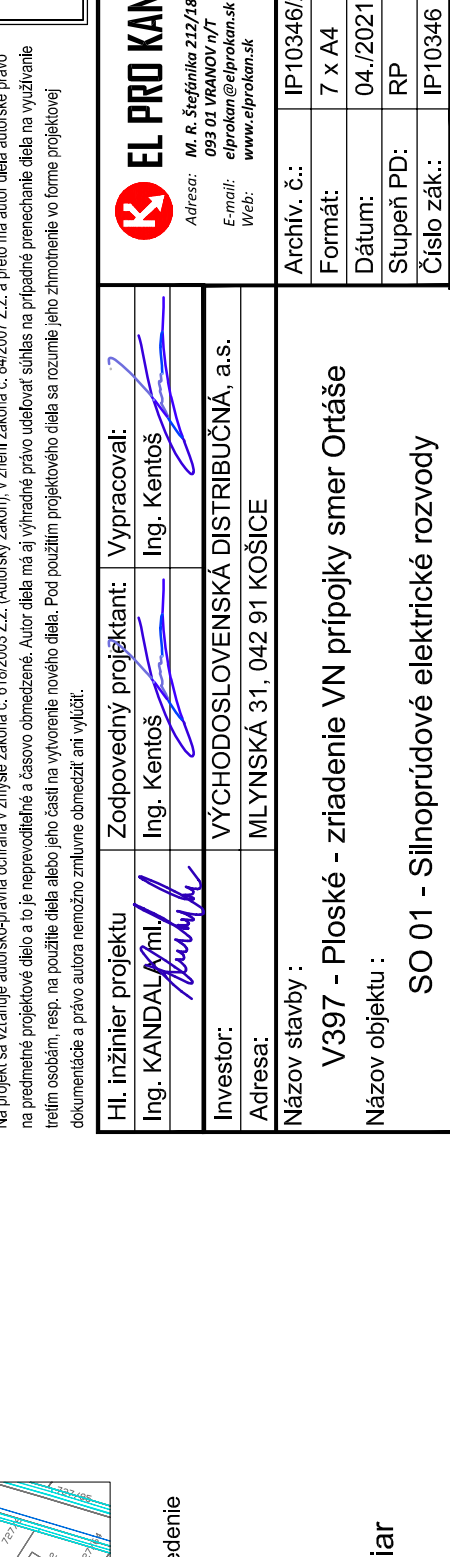 Na projekt sa vzťahuje autorsko-právna ochrana v zmysle zákona č. 618/2003 Z.z. (Autorský zákon), v znení zákona č. 84/2007 Z.z. a preto má autor diela autorské právo
na predmetné projektové dielo a to je neprevoditelné a časovo obmedzené. Autor diela má aj výhradné právo udeľovať súhlas na prípadné prenechanie diela na využívanie
tretím osobám, resp. na použitie diela alebo jeho časti na vytvorenie nového diela. Pod použitím projektového diela sa rozumie jeho zhmotnenie vo forme projektovej
dokumentácie a právo autora nemožno zmluvne obmedziť ani vylúčiť.
Hl. inžinier projektu Zodpovedný projektant: Vypracoval:
Ing. KANDALA ml. Ing. Kentoš Ing. Kentoš
EL PRO KAN
Adresa: M. R. Štefánika 212/18
093 01 VRANOV n/T
E-mail: elprokan@elprokan.sk
Web: www.elprokan.sk
Investor: VÝCHODOSLOVENSKÁ DISTRIBUČNÁ, a.s.
Adresa: MLYNSKÁ 31, 042 91 KOŠICE
Názov stavby :
V397 - Ploské - zriadenie VN prípojky smer Ortáše
Názov objektu :
SO 01 - Silnoprúdové elektrické rozvody
Archív. č.: IP10346/
Formát: 7 x A4
Dátum: 04./2021
Stupeň PD: RP
Číslo zák.: IP10346
727/85
edenie
iar